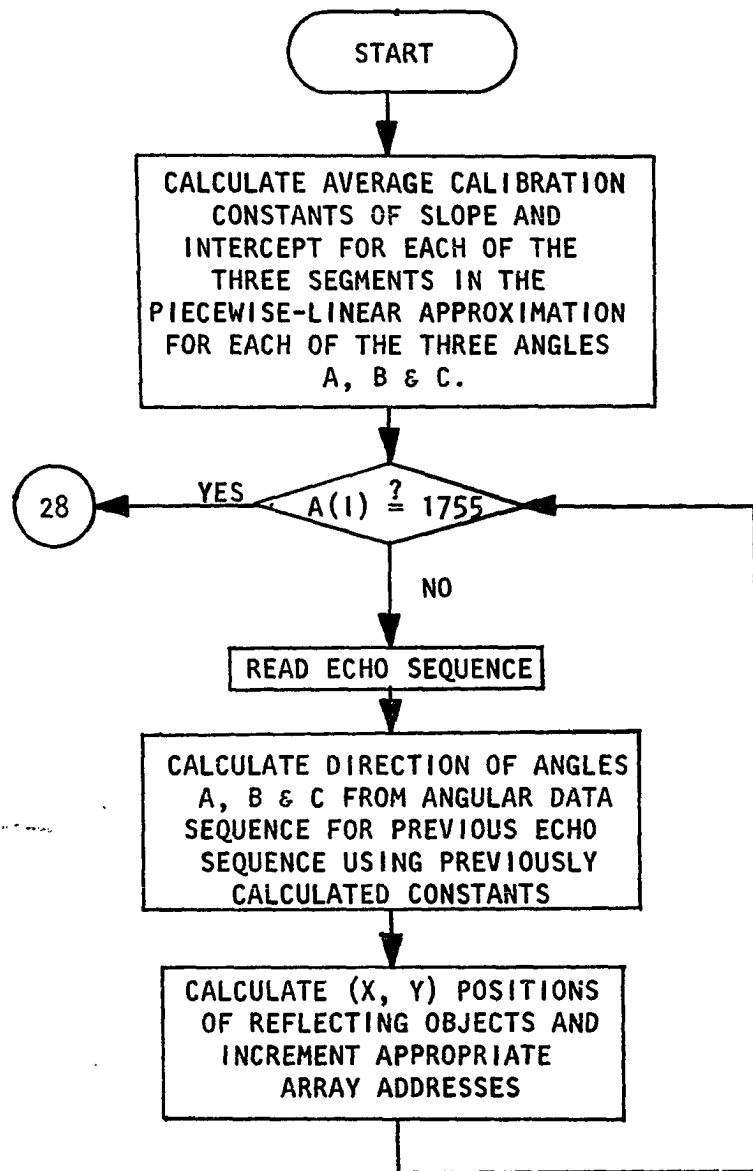 START
CALCULATE AVERAGE CALIBRATION
CONSTANTS OF SLOPE AND
INTERCEPT FOR EACH OF THE
THREE SEGMENTS IN THE
PIECEWISE-LINEAR APPROXIMATION
FOR EACH OF THE THREE ANGLES
A, B & C.
28
YES
A(1) ≟ 1755
NO
READ ECHO SEQUENCE
CALCULATE DIRECTION OF ANGLES
A, B & C FROM ANGULAR DATA
SEQUENCE FOR PREVIOUS ECHO
SEQUENCE USING PREVIOUSLY
CALCULATED CONSTANTS
CALCULATE (X, Y) POSITIONS
OF REFLECTING OBJECTS AND
INCREMENT APPROPRIATE
ARRAY ADDRESSES